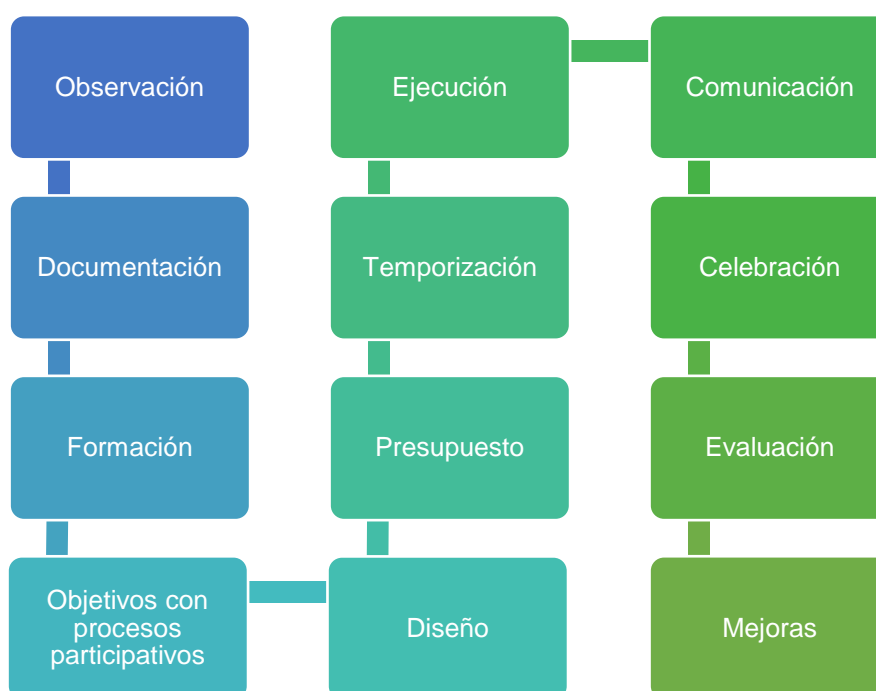 Observación
Documentación
Formación
Objetivos con
procesos
participativos
Diseño
Presupuesto
Temporización
Ejecución
Comunicación
Celebración
Evaluación
Mejoras